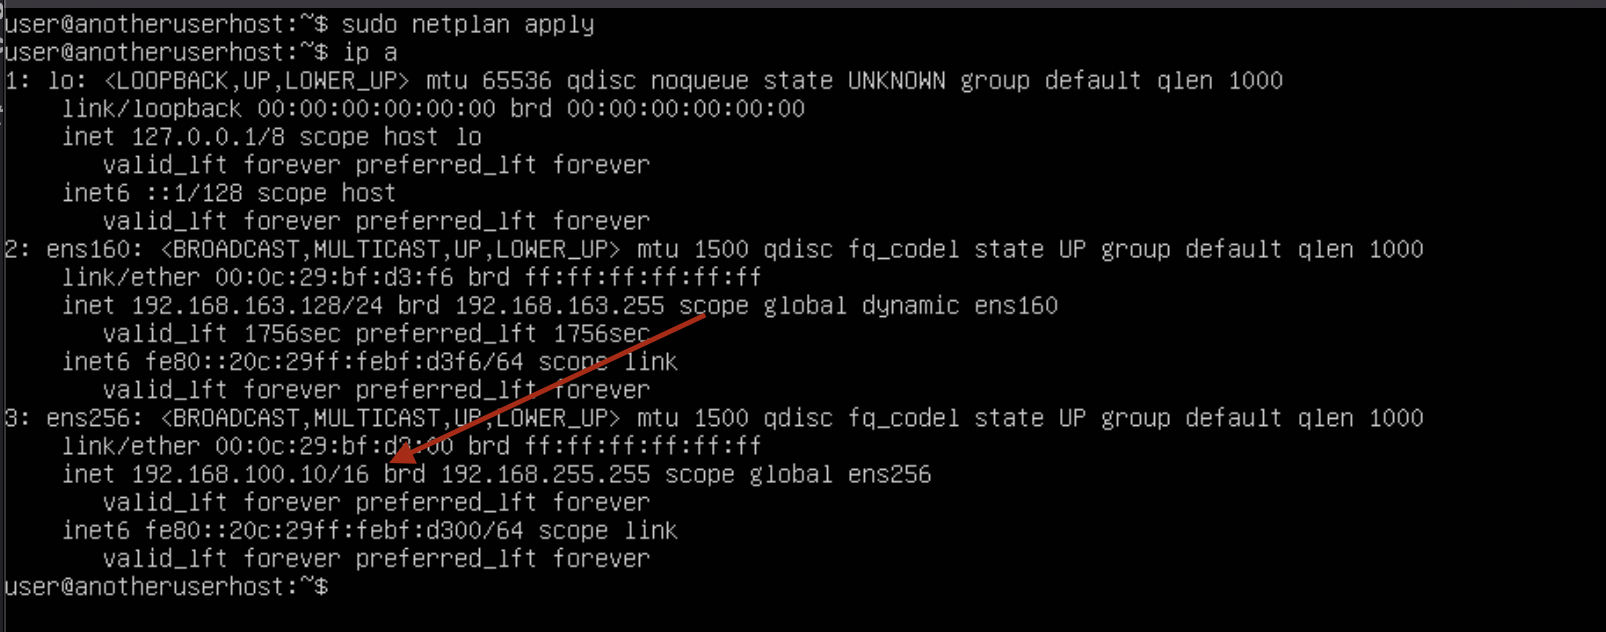 user@anotheruserhost:~$ sudo netplan apply
user@anotheruserhost:~$ ip a
1: lo: <LOOPBACK,UP,LOWER_UP> mtu 65536 qdisc noqueue state UNKNOWN group default qlen 1000
link/loopback 00:00:00:00:00:00 brd 00:00:00:00:00:00
inet 127.0.0.1/8 scope host lo
valid_lft forever preferred_lft forever
inet6 ::1/128 scope host
valid_lft forever preferred_lft forever
2: ens160: <BROADCAST,MULTICAST,UP,LOWER_UP> mtu 1500 qdisc fq_codel state UP group default qlen 1000
link/ether 00:0c:29:bf:d3:f6 brd ff:ff:ff:ff:ff:ff
inet 192.168.163.128/24 brd 192.168.163.255 scope global dynamic ens160
valid_lft 1756sec preferred_lft 1756sec
inet6 fe80::20c:29ff:febf:d3f6/64 scope link
valid_lft forever preferred_lft forever
3: ens256: <BROADCAST,MULTICAST,UP,LOWER_UP> mtu 1500 qdisc fq_codel state UP group default qlen 1000
link/ether 00:0c:29:bf:d3:00 brd ff:ff:ff:ff:ff:ff
inet 192.168.100.10/16 brd 192.168.255.255 scope global ens256
valid_lft forever preferred_lft forever
inet6 fe80::20c:29ff:febf:d300/64 scope link
valid_lft forever preferred_lft forever
user@anotheruserhost:~$